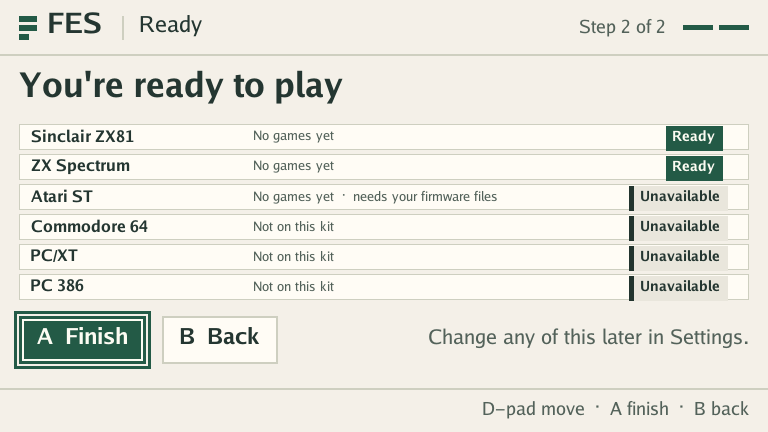 FES Ready Step 2 of 2
You're ready to play
Sinclair ZX81 No games yet Ready
ZX Spectrum No games yet Ready
Atari ST No games yet · needs your firmware files Unavailable
Commodore 64 Not on this kit Unavailable
PC/XT Not on this kit Unavailable
PC 386 Not on this kit Unavailable
A Finish B Back Change any of this later in Settings.
D-pad move · A finish · B back